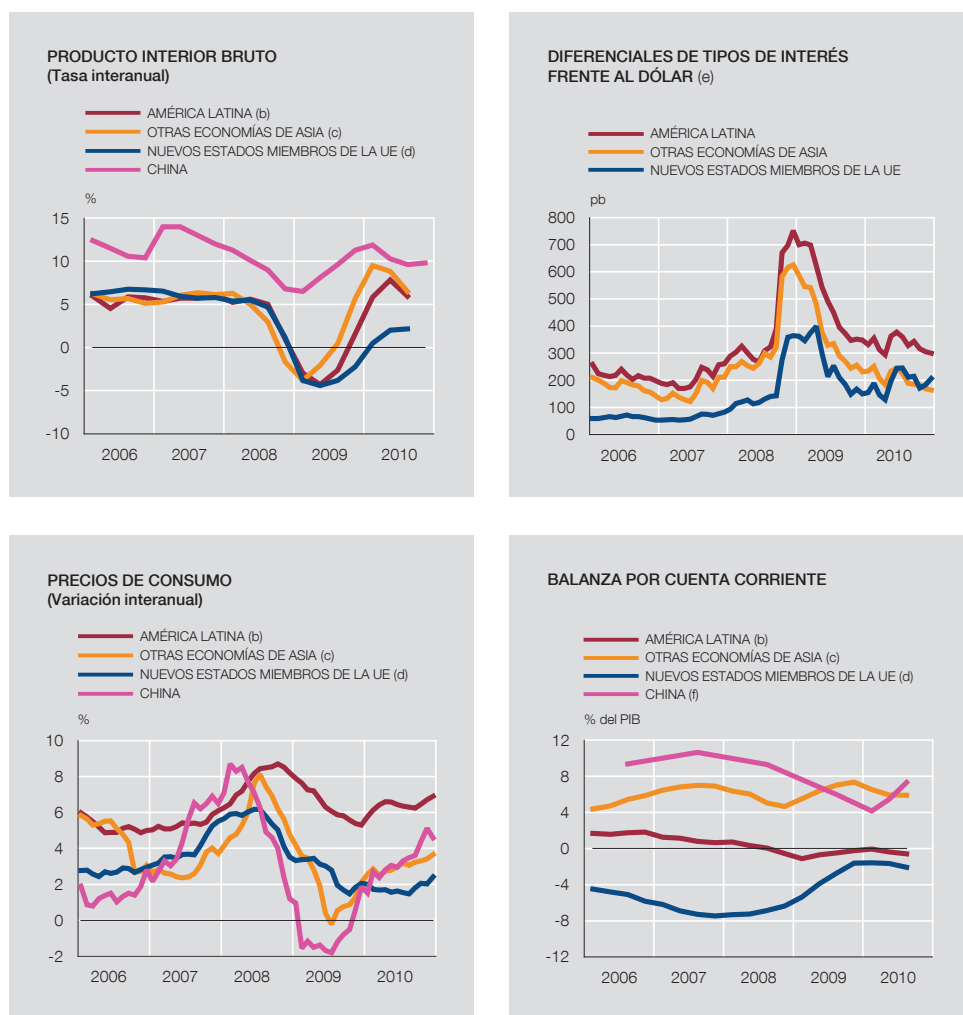 PRODUCTO INTERIOR BRUTO
(Tasa interanual)
AMÉRICA LATINA (b)
OTRAS ECONOMÍAS DE ASIA (c)
NUEVOS ESTADOS MIEMBROS DE LA UE (d)
CHINA
%
15
10
5
0
-5
-10
2006 2007 2008 2009 2010
DIFERENCIALES DE TIPOS DE INTERÉS
FRENTE AL DÓLAR (e)
AMÉRICA LATINA
OTRAS ECONOMÍAS DE ASIA
NUEVOS ESTADOS MIEMBROS DE LA UE
pb
800
700
600
500
400
300
200
100
0
2006 2007 2008 2009 2010
PRECIOS DE CONSUMO
(Variación interanual)
AMÉRICA LATINA (b)
OTRAS ECONOMÍAS DE ASIA (c)
NUEVOS ESTADOS MIEMBROS DE LA UE (d)
CHINA
%
10
8
6
4
2
0
-2
2006 2007 2008 2009 2010
BALANZA POR CUENTA CORRIENTE
AMÉRICA LATINA (b)
OTRAS ECONOMÍAS DE ASIA (c)
NUEVOS ESTADOS MIEMBROS DE LA UE (d)
CHINA (f)
% del PIB
12
8
4
0
-4
-8
-12
2006 2007 2008 2009 2010